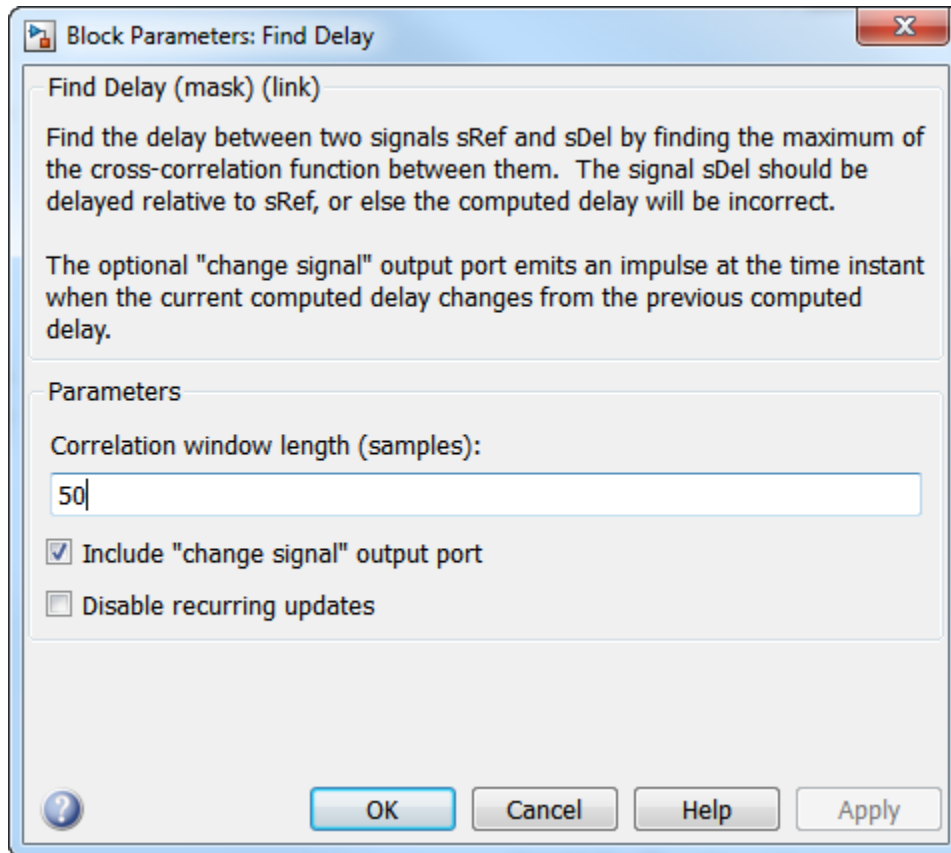 Block Parameters: Find Delay
Find Delay (mask) (link)
Find the delay between two signals sRef and sDel by finding the maximum of
the cross-correlation function between them.  The signal sDel should be
delayed relative to sRef, or else the computed delay will be incorrect.
The optional "change signal" output port emits an impulse at the time instant
when the current computed delay changes from the previous computed
delay.
Parameters
Correlation window length (samples):
50
Include "change signal" output port
Disable recurring updates
? OK Cancel Help Apply